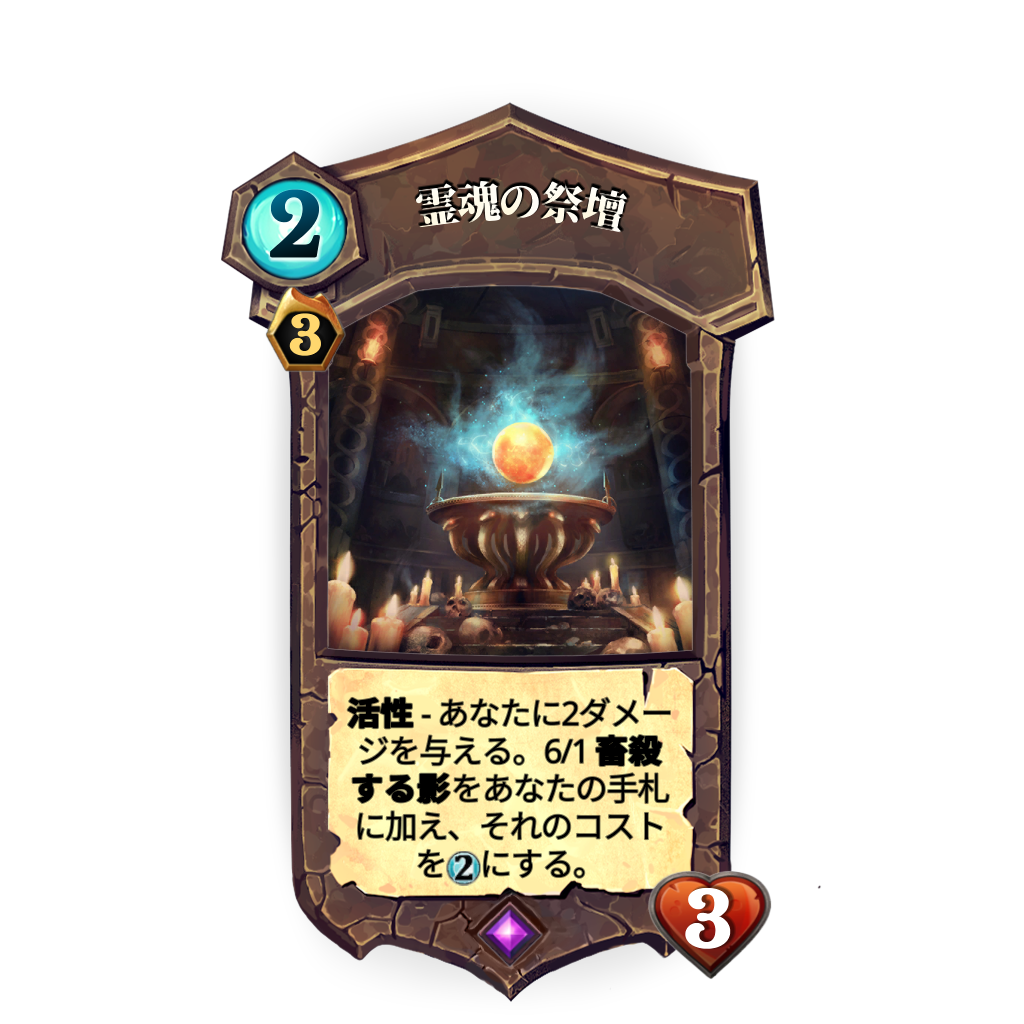 2
霊魂の祭壇
3
活性 - あなたに2ダメー
ジを与える。6/1 畜殺
する影をあなたの手札
に加え、それのコスト
を2にする。
3